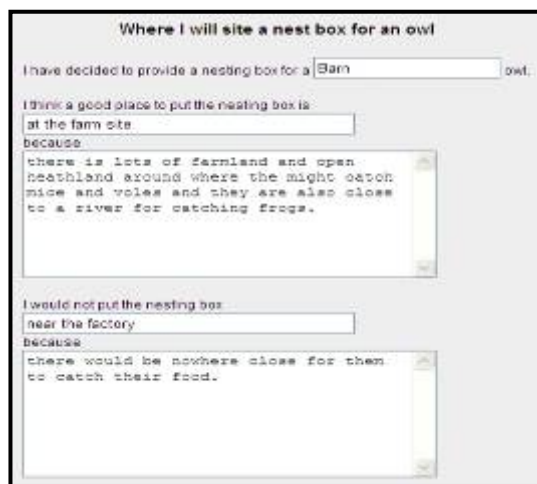 Where I will site a nest box for an owl
I have decided to provide a nesting box for a Barn owl.
I think a good place to put the nesting box is
at the farm site
because
there is lots of farmland and open
heathland around where the might catch
mice and voles and they are also close
to a river for catching frogs.
I would not put the nesting box
near the factory
because
there would be nowhere close for them
to catch their food.